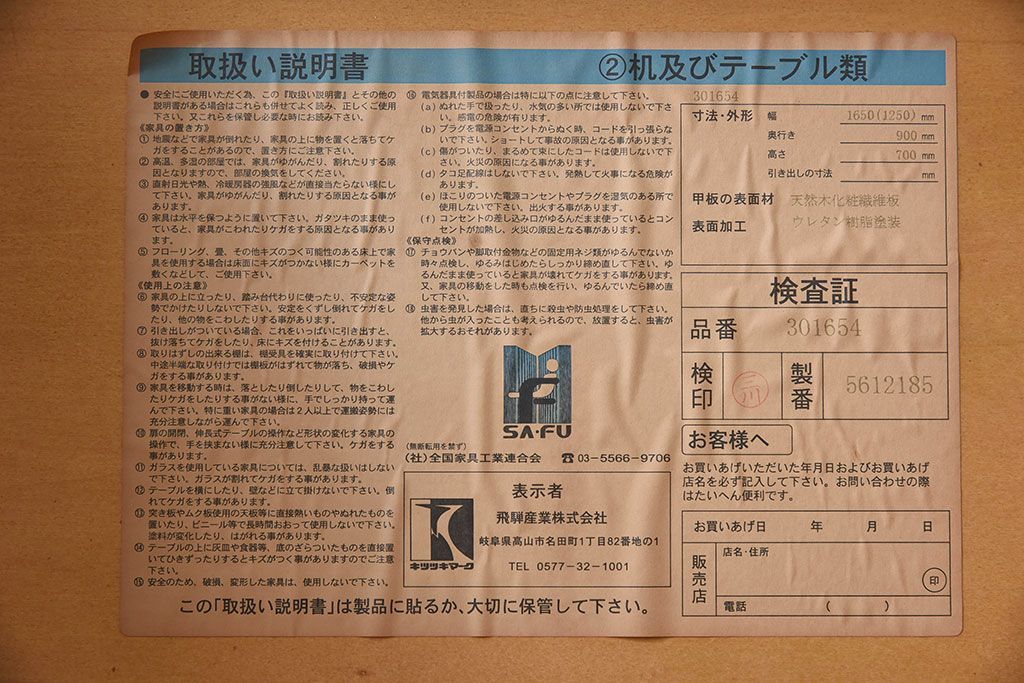 取扱い説明書
②机及びテーブル類
● 安全にご使用いただく為、この『取扱い説明書』とその他の
説明書がある場合はこれらも併せてよく読み、正しくご使用
下さい。又これらを保管し必要な時にお読み下さい。
《家具の置き方》
① 地震などで家具が倒れたり、家具の上に物を置くと落ちてケ
ガをすることがあるので、置き方にご注意下さい。
② 高温、多湿の部屋では、家具がゆがんだり、割れたりする原
因となりますので、部屋の換気をしてください。
③ 直射日光や熱、冷暖房器の強風などが直接当たらない様にし
て下さい。家具がゆがんだり、割れたりする原因となる事が
あります。
④ 家具は水平を保つように置いて下さい。ガタツキのまま使っ
ていると、家具がこわれたりケガをする原因となる事があり
ます。
⑤ フローリング、畳、その他キズのつく可能性のある床上で家
具を使用する場合は床面にキズがつかない様にカーペットを
敷くなどして、ご使用下さい。
《使用上の注意》
⑥ 家具の上に立ったり、踏み台代わりに使ったり、不安定な姿
勢でかけたりしないで下さい。安定をくずし倒れてケガをし
たり、他の物をこわしたりする事があります。
⑦ 引き出しがついている場合、これをいっぱいに引き出すと、
抜け落ちてケガをしたり、床にキズを付けることがあります。
⑧ 取りはずしの出来る棚は、棚受具を確実に取り付けて下さい。
中途半端な取り付けでは棚板がはずれて物が落ち、破損やケ
ガをする事があります。
⑨ 家具を移動する時は、落としたり倒したりして、物をこわし
たりケガをしたりする事がない様に、手でしっかり持って運
んで下さい。特に重い家具の場合は2人以上で運搬姿勢には
充分注意しながら運んで下さい。
⑩ 扉の開閉、伸長式テーブルの操作など形状の変化する家具の
操作で、手を挟まない様に充分注意して下さい。ケガをする
事があります。
⑪ ガラスを使用している家具については、乱暴な扱いはしない
で下さい。ガラスが割れてケガをする事があります。
⑫ テーブルを横にしたり、壁などに立て掛けないで下さい。倒
れてケガをする事があります。
⑬ 突き板やムク板使用の天板等に直接熱いものやぬれたものを
置いたり、ビニール等で長時間おおって使用しないで下さい。
塗料が変化したり、はがれる事があります。
⑭ テーブルの上に灰皿や食器等、底のざらついたものを直接置
いてひきずったりするとキズがつく事がありますのでご注意
下さい。
⑮ 安全のため、破損、変形した家具は、使用しないで下さい。
⑯ 電気器具付製品の場合は特に以下の点に注意して下さい。
(a) ぬれた手で扱ったり、水気の多い所では使用しないで下さ
い。感電の危険が有ります。
(b) プラグを電源コンセントからぬく時、コードを引っ張らな
いで下さい。ショートして事故の原因となる事があります。
(c) 傷がついたり、まるめて束にしたコードは使用しないで下
さい。火災の原因になる事があります。
(d) タコ足配線はしないで下さい。発熱して火事になる危険が
あります。
(e) ほこりのついた電源コンセントやプラグを湿気のある所で
使用しないで下さい。出火する事があります。
(f) コンセントの差し込み口がゆるんだまま使っているとコン
セントが加熱し、火災の原因になる事があります。
《保守点検》
⑰ チョウバンや脚取付金物などの固定用ネジ類がゆるんでないか
時々点検し、ゆるみはじめたらしっかり締め直して下さい。ゆ
るんだまま使っていると家具が壊れてケガをする事があります。
又、家具の移動をした時も点検を行い、ゆるんでいたら締め直
して下さい。
⑱ 虫害を発見した場合は、直ちに殺虫や防虫処理をして下さい。
他から虫が入ったことも考えられるので、放置すると、虫害が
拡大するおそれがあります。
SA·FU
(無断転用を禁ず)
(社)全国家具工業連合会 ☎03-5566-9706
表示者
キツツキマーク
飛騨産業株式会社
岐阜県高山市名田町1丁目82番地の1
TEL 0577-32-1001
301654
寸法・外形 幅 1650(1250) mm
奥行き 900 mm
高さ 700 mm
引き出しの寸法 mm
甲板の表面材 天然木化粧繊維板
表面加工 ウレタン樹脂塗装
検査証
品番 301654
検印 三川 製番 5612185
お客様へ
お買いあげいただいた年月日およびお買いあげ
店名を必ず記入して下さい。お問い合わせの際
はたいへん便利です。
お買いあげ日 年 月 日
販売店 店名・住所
印
電話 ( )
この「取扱い説明書」は製品に貼るか、大切に保管して下さい。